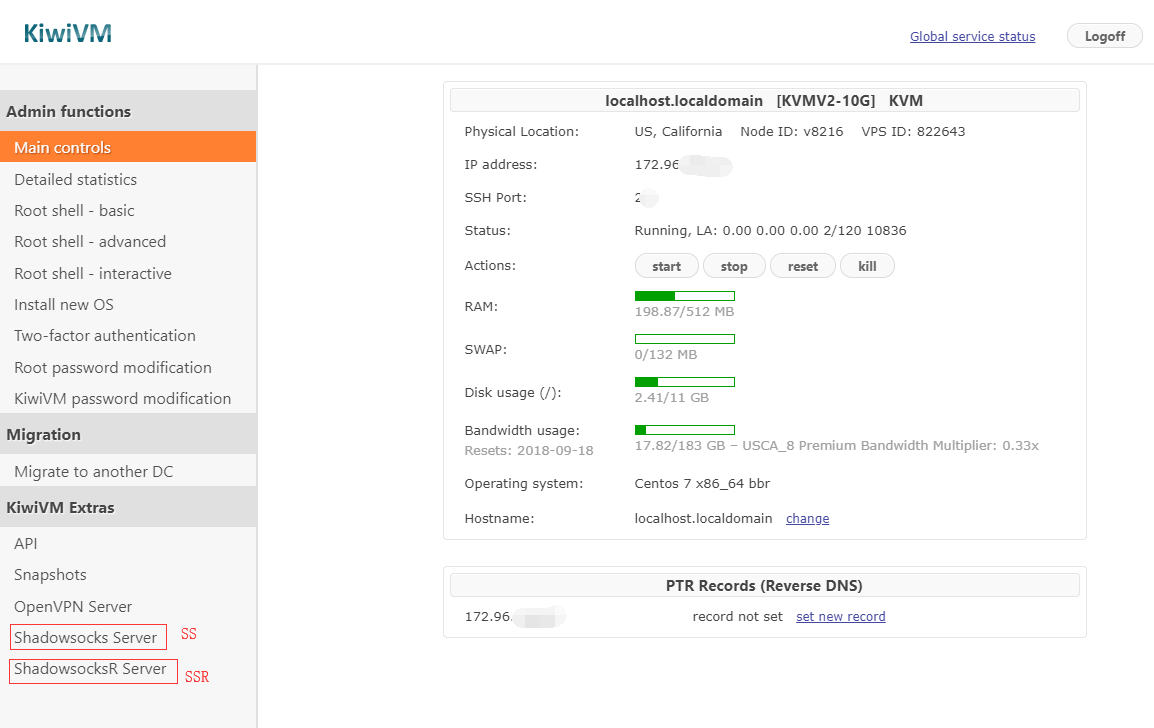 KiwiVM
Global service status
Logoff
Admin functions
Main controls
Detailed statistics
Root shell - basic
Root shell - advanced
Root shell - interactive
Install new OS
Two-factor authentication
Root password modification
KiwiVM password modification
Migration
Migrate to another DC
KiwiVM Extras
API
Snapshots
OpenVPN Server
Shadowsocks Server SS
ShadowsocksR Server SSR
localhost.localdomain [KVMV2-10G] KVM
Physical Location: US, California Node ID: v8216 VPS ID: 822643
IP address: 172.96
SSH Port: 2
Status: Running, LA: 0.00 0.00 0.00 2/120 10836
Actions: start stop reset kill
RAM:
198.87/512 MB
SWAP:
0/132 MB
Disk usage (/):
2.41/11 GB
Bandwidth usage:
Resets: 2018-09-18
17.82/183 GB – USCA_8 Premium Bandwidth Multiplier: 0.33x
Operating system: Centos 7 x86_64 bbr
Hostname: localhost.localdomain change
PTR Records (Reverse DNS)
172.96. record not set set new record